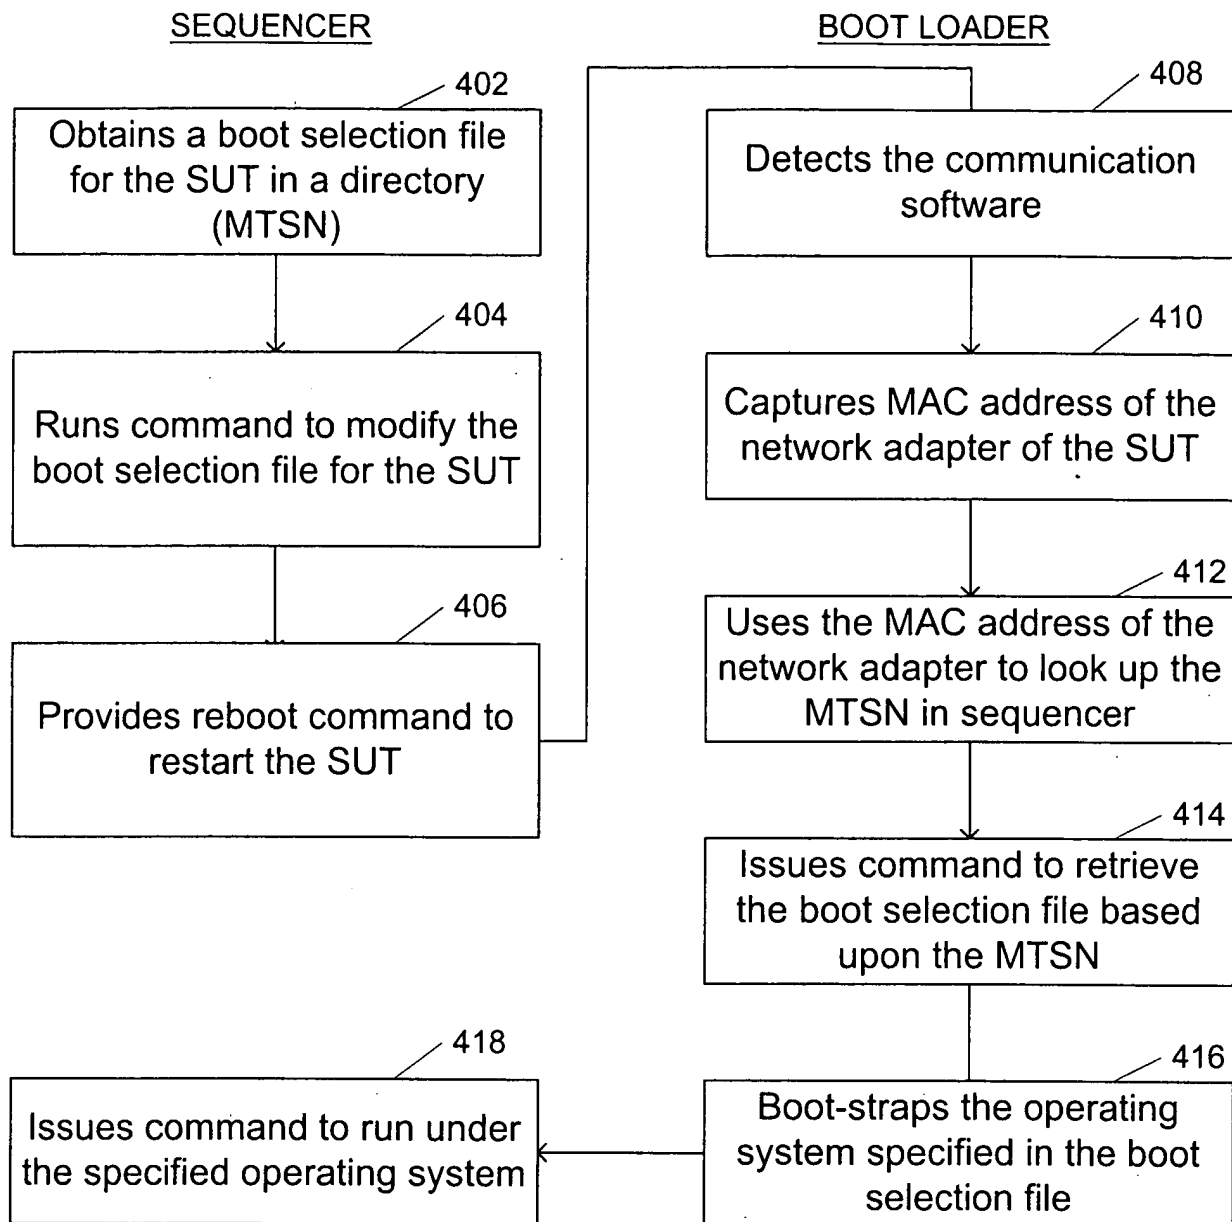 SEQUENCER
402
Obtains a boot selection file
for the SUT in a directory
(MTSN)
404
Runs command to modify the
boot selection file for the SUT
406
Provides reboot command to
restart the SUT
BOOT LOADER
408
Detects the communication
software
410
Captures MAC address of the
network adapter of the SUT
412
Uses the MAC address of the
network adapter to look up the
MTSN in sequencer
414
Issues command to retrieve
the boot selection file based
upon the MTSN
416
Boot-straps the operating
system specified in the boot
selection file
418
Issues command to run under
the specified operating system